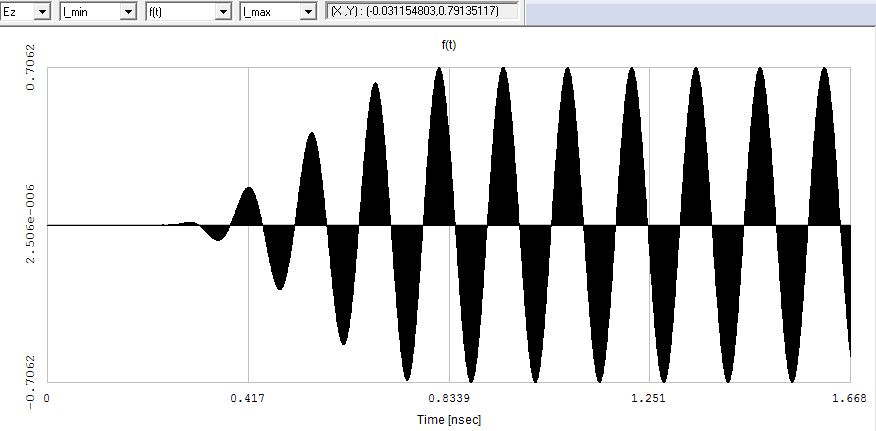 Ez I_min f(t) I_max (X ,Y) : (-0.031154803,0.79135117)
f(t)
0.7062
2.506e-006
-0.7062
0 0.417 0.8339 1.251 1.668
Time [nsec]